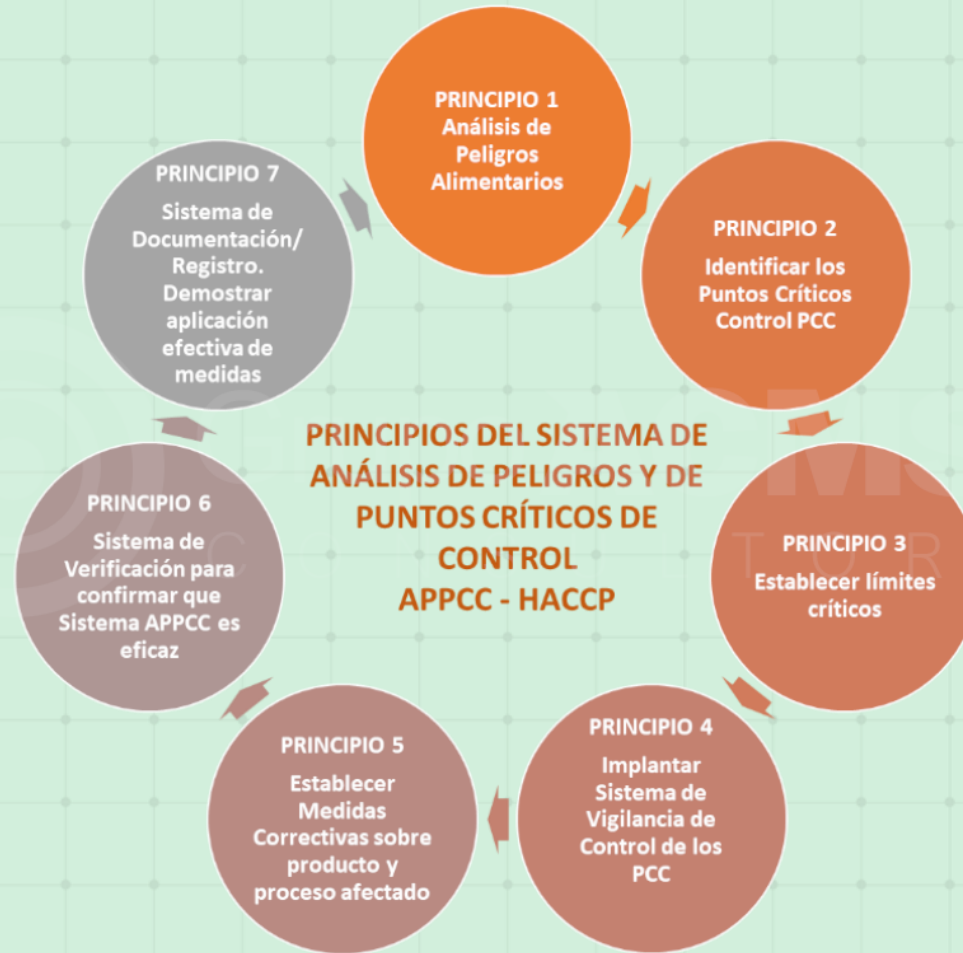 PRINCIPIO 1
Análisis de
Peligros
Alimentarios
PRINCIPIO 2
Identificar los
Puntos Críticos
Control PCC
PRINCIPIO 3
Establecer límites
críticos
PRINCIPIO 4
Implantar
Sistema de
Vigilancia de
Control de los
PCC
PRINCIPIO 5
Establecer
Medidas
Correctivas sobre
producto y
proceso afectado
PRINCIPIO 6
Sistema de
Verificación para
confirmar que
Sistema APPCC es
eficaz
PRINCIPIO 7
Sistema de
Documentación/
Registro.
Demostrar
aplicación
efectiva de
medidas
PRINCIPIOS DEL SISTEMA DE
ANÁLISIS DE PELIGROS Y DE
PUNTOS CRÍTICOS DE
CONTROL
APPCC - HACCP